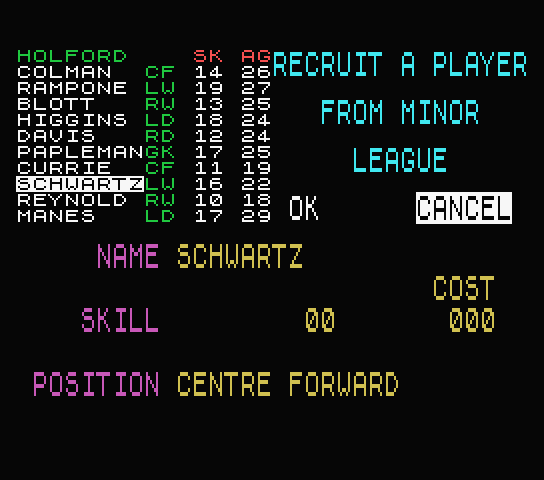 HOLFORD SK AG
COLMAN CF 14 26
RAMPONE LW 19 27
BLOTT RW 13 25
HIGGINS LD 18 24
DAVIS RD 12 24
PAPLEMAN GK 17 25
CURRIE CF 11 19
SCHWARTZ LW 16 22
REYNOLD RW 10 18
MANES LD 17 29
RECRUIT A PLAYER
FROM MINOR
LEAGUE
OK CANCEL
NAME SCHWARTZ
COST
SKILL 00 000
POSITION CENTRE FORWARD